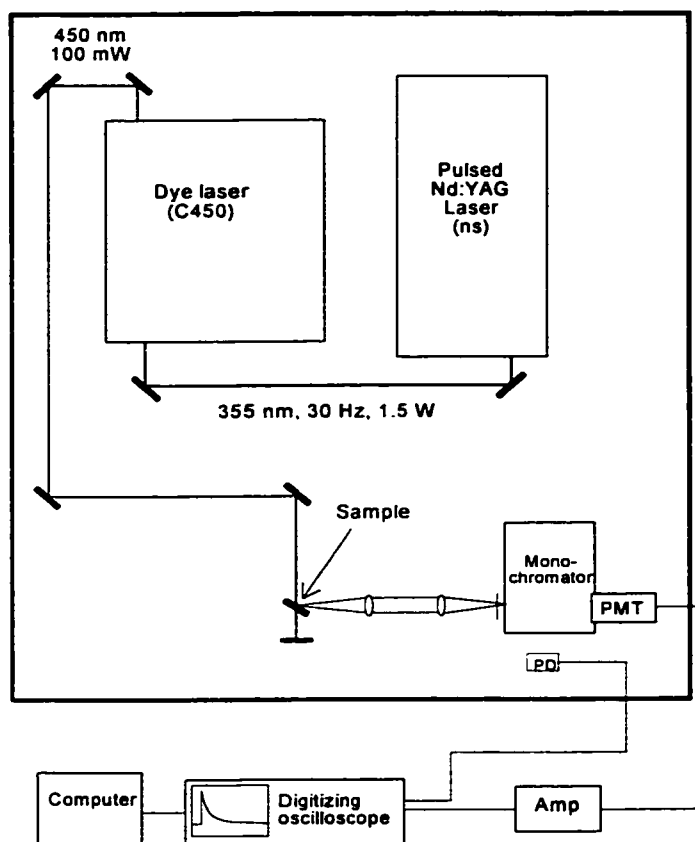 450 nm
100 mW
Dye laser
(C450)
Pulsed
Nd:YAG
Laser
(ns)
355 nm, 30 Hz, 1.5 W
Sample
Mono-
chromator
PMT
PD
Computer
Digitizing
oscilloscope
Amp